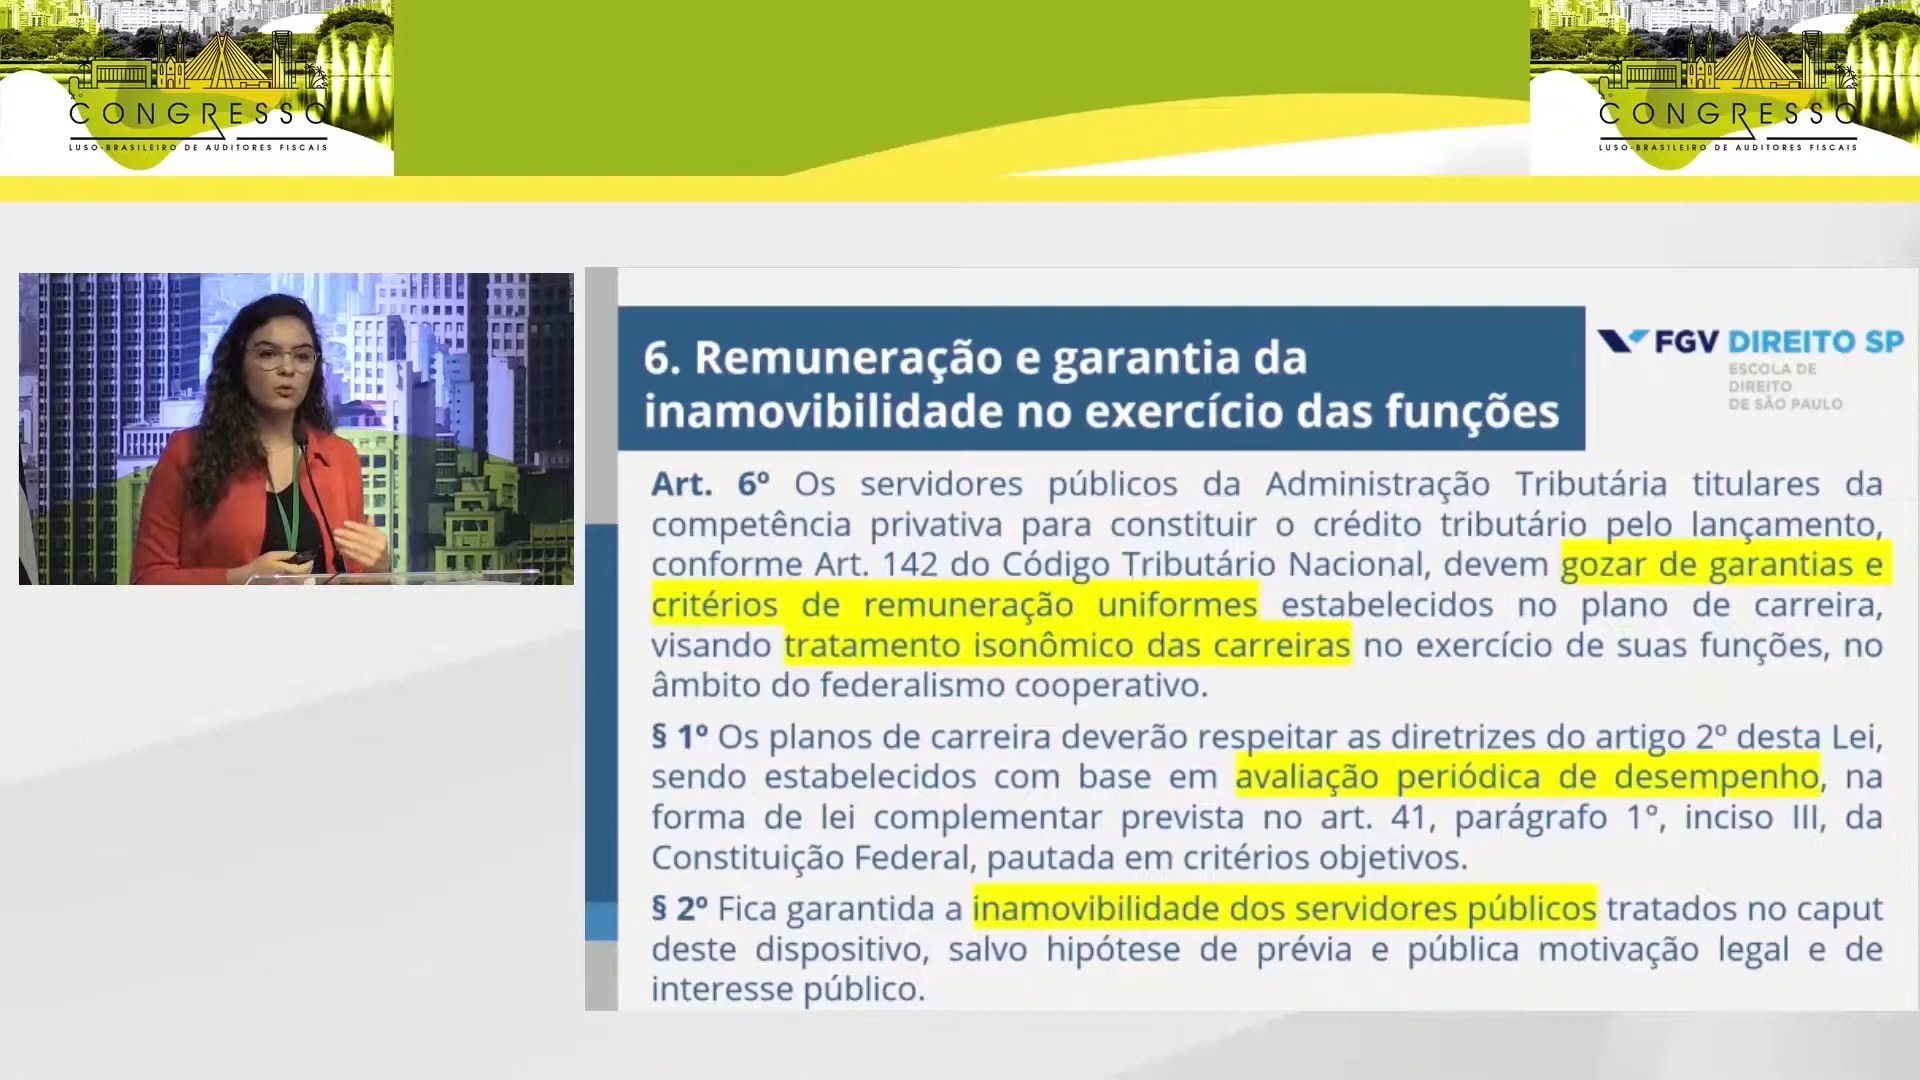 CONGRESSO
LUSO-BRASILEIRO DE AUDITORES FISCAIS
CONGRESSO
LUSO-BRASILEIRO DE AUDITORES FISCAIS
6. Remuneração e garantia da
inamovibilidade no exercício das funções
FGV DIREITO SP
ESCOLA DE
DIREITO
DE SÃO PAULO
Art. 6º Os servidores públicos da Administração Tributária titulares da
competência privativa para constituir o crédito tributário pelo lançamento,
conforme Art. 142 do Código Tributário Nacional, devem gozar de garantias e
critérios de remuneração uniformes estabelecidos no plano de carreira,
visando tratamento isonômico das carreiras no exercício de suas funções, no
âmbito do federalismo cooperativo.
§ 1º Os planos de carreira deverão respeitar as diretrizes do artigo 2º desta Lei,
sendo estabelecidos com base em avaliação periódica de desempenho, na
forma de lei complementar prevista no art. 41, parágrafo 1º, inciso III, da
Constituição Federal, pautada em critérios objetivos.
§ 2º Fica garantida a inamovibilidade dos servidores públicos tratados no caput
deste dispositivo, salvo hipótese de prévia e pública motivação legal e de
interesse público.